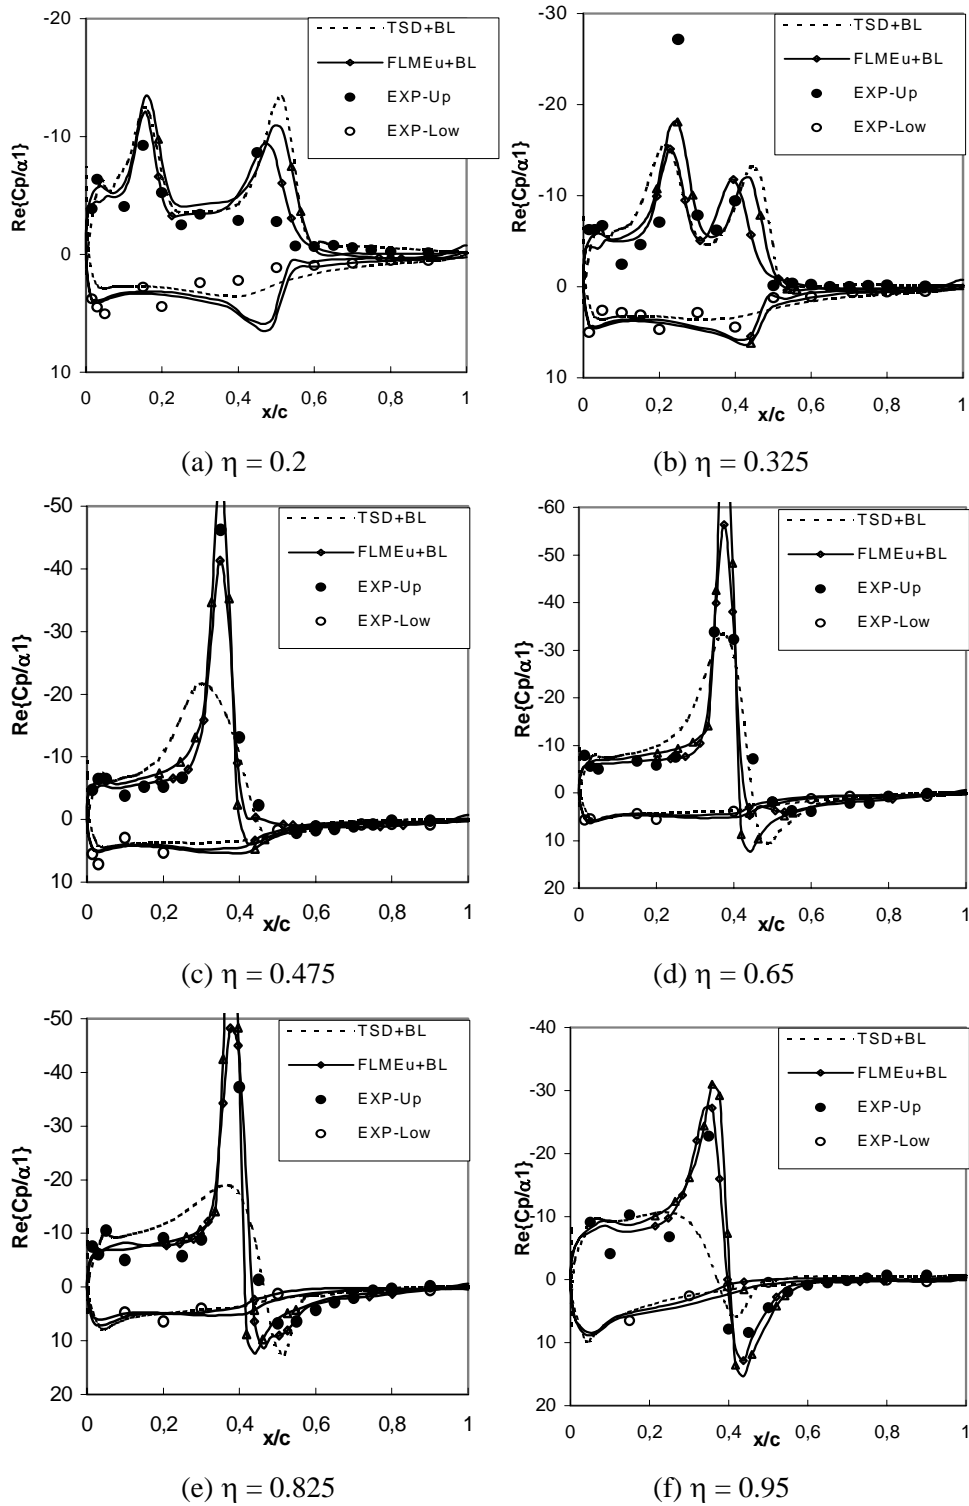 -20
-10
0
10
Re{Cp/α1}
0 0,2 0,4 0,6 0,8 1
x/c
TSD+BL
FLMEu+BL
EXP-Up
EXP-Low
(a) η = 0.2
-30
-20
-10
0
10
Re{Cp/α1}
0 0,2 0,4 0,6 0,8 1
x/c
TSD+BL
FLMEu+BL
EXP-Up
EXP-Low
(b) η = 0.325
-50
-40
-30
-20
-10
0
10
Re{Cp/α1}
0 0,2 0,4 0,6 0,8 1
x/c
TSD+BL
FLMEu+BL
EXP-Up
EXP-Low
(c) η = 0.475
-60
-50
-40
-30
-20
-10
0
10
20
Re{Cp/α1}
0 0,2 0,4 0,6 0,8 1
x/c
TSD+BL
FLMEu+BL
EXP-Up
EXP-Low
(d) η = 0.65
-50
-40
-30
-20
-10
0
10
20
Re{Cp/α1}
0 0,2 0,4 0,6 0,8 1
x/c
TSD+BL
FLMEu+BL
EXP-Up
EXP-Low
(e) η = 0.825
-40
-30
-20
-10
0
10
20
Re{Cp/α1}
0 0,2 0,4 0,6 0,8 1
x/c
TSD+BL
FLMEu+BL
EXP-Up
EXP-Low
(f) η = 0.95